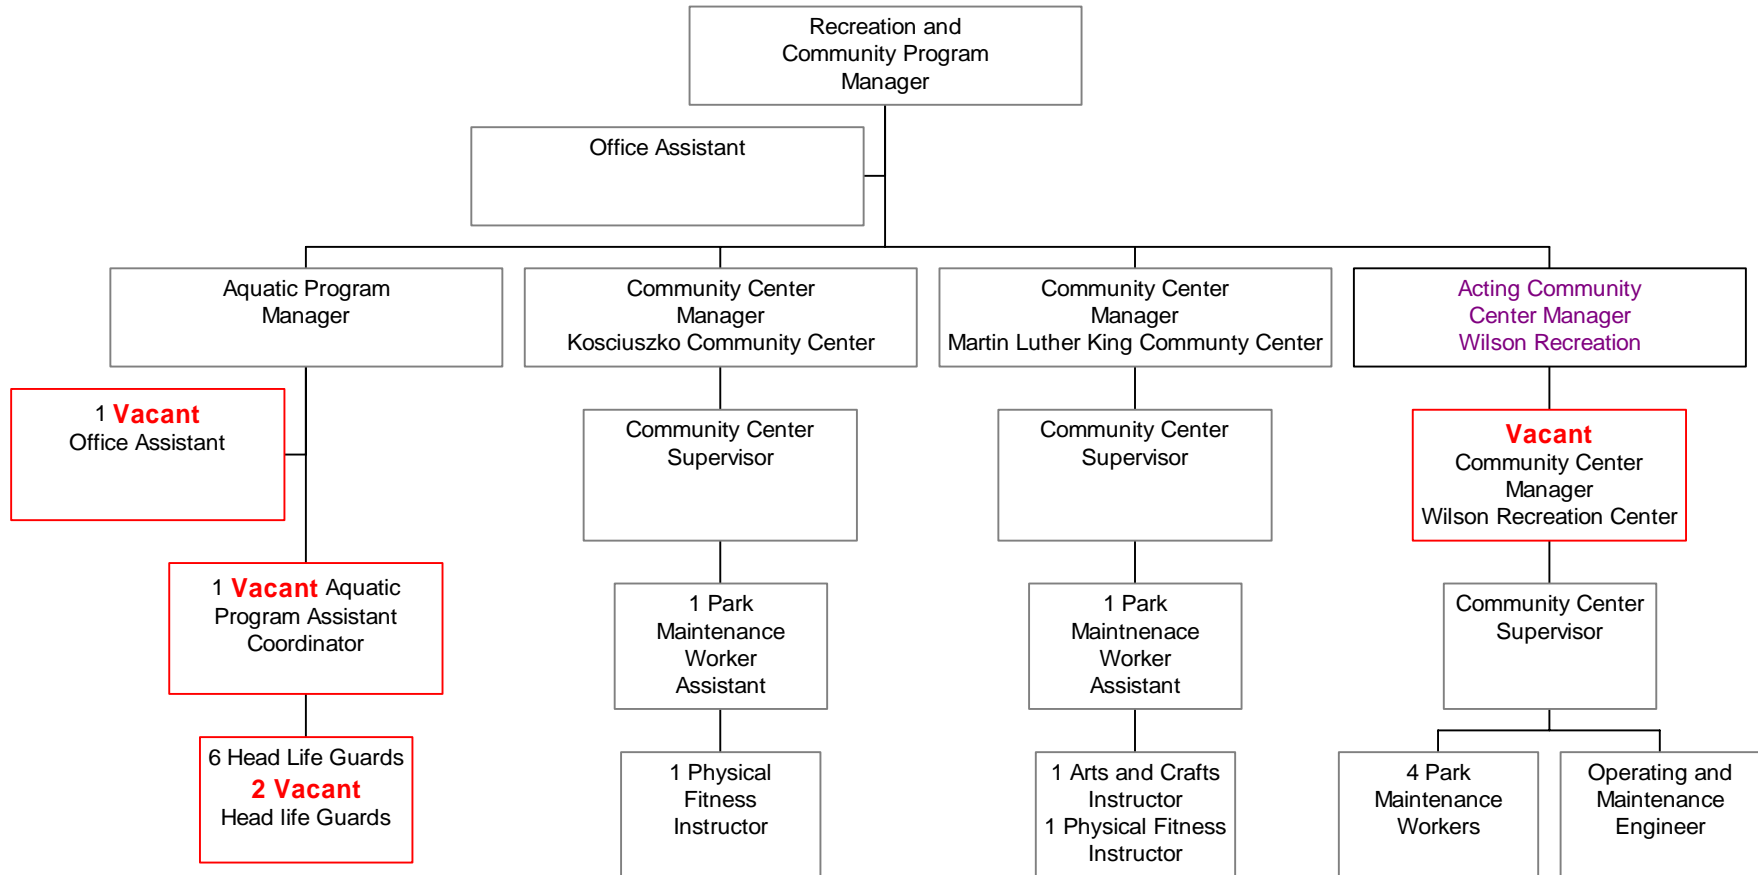 Recreation and
Community Program
Manager
Office Assistant
Aquatic Program
Manager
Community Center
Manager
Kosciuszko Community Center
Community Center
Manager
Martin Luther King Communty Center
Acting Community
Center Manager
Wilson Recreation
1 Vacant
Office Assistant
Community Center
Supervisor
Community Center
Supervisor
Vacant
Community Center
Manager
Wilson Recreation Center
1 Vacant Aquatic
Program Assistant
Coordinator
1 Park
Maintenance
Worker
Assistant
1 Park
Maintnenace
Worker
Assistant
Community Center
Supervisor
6 Head Life Guards
2 Vacant
Head life Guards
1 Physical
Fitness
Instructor
1 Arts and Crafts
Instructor
1 Physical Fitness
Instructor
4 Park
Maintenance
Workers
Operating and
Maintenance
Engineer